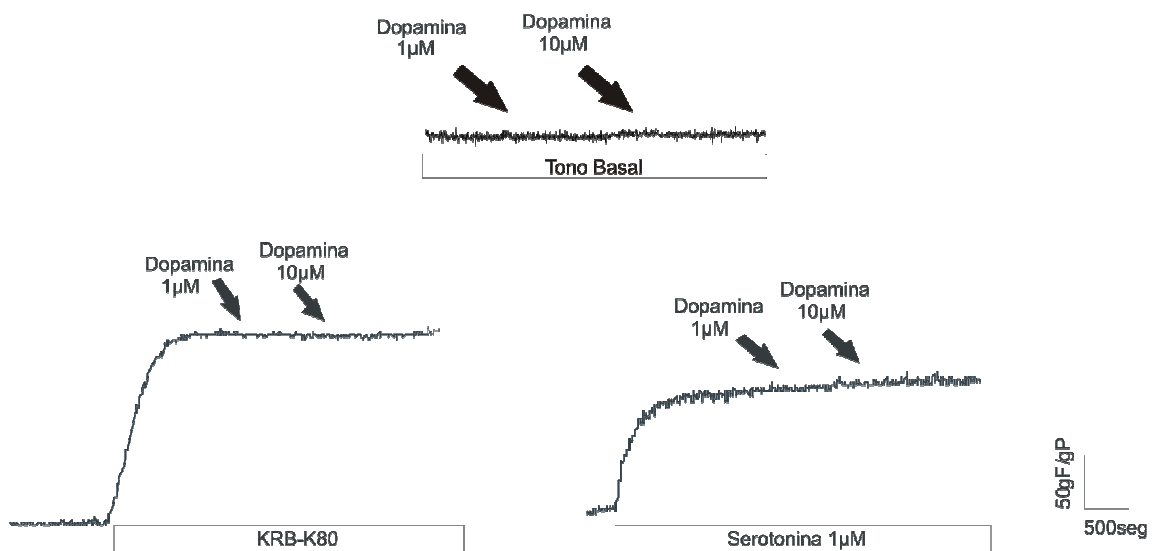 Dopamina
1µM
Dopamina
10µM
Tono Basal
Dopamina
1µM
Dopamina
10µM
KRB-K80
Dopamina
1µM
Dopamina
10µM
Serotonina 1µM
50gF/gP
500seg